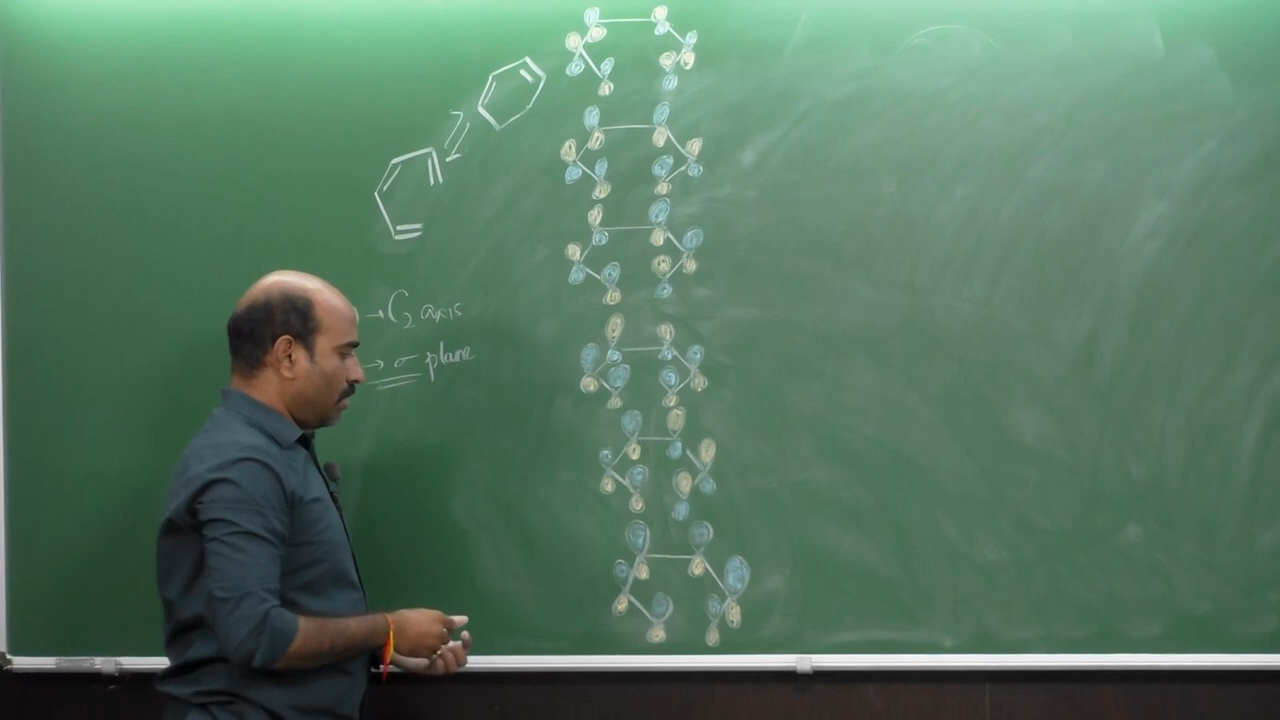 → C₂ axis
→ σ plane